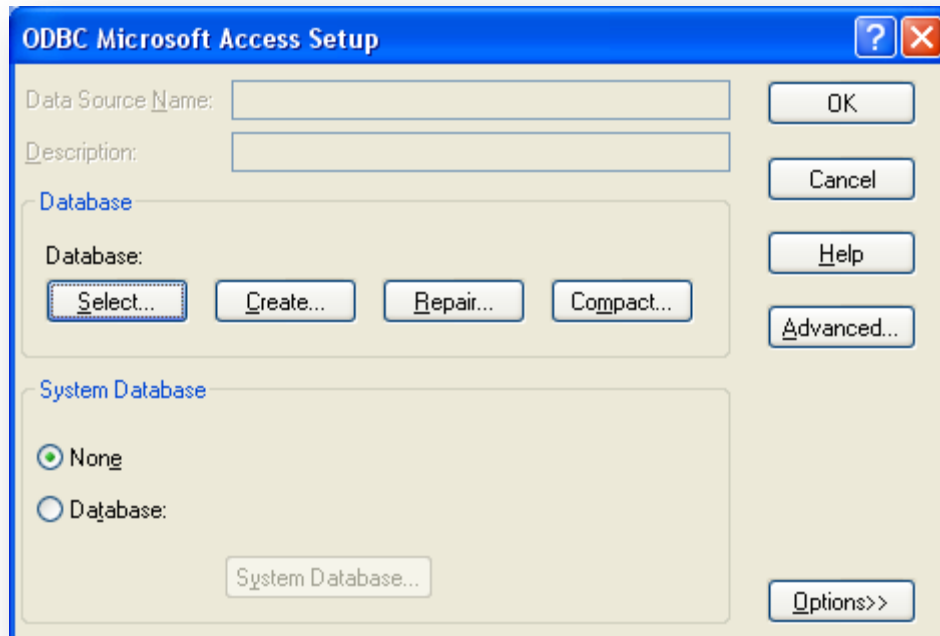 ODBC Microsoft Access Setup
Data Source Name:
Description:
OK
Cancel
Help
Advanced...
Database
Database:
Select...
Create...
Repair...
Compact...
System Database
None
Database:
System Database...
Options>>